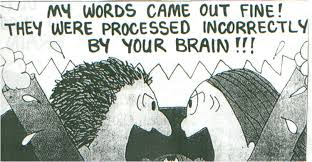 MY WORDS CAME OUT FINE!
THEY WERE PROCESSED INCORRECTLY
BY YOUR BRAIN!!!